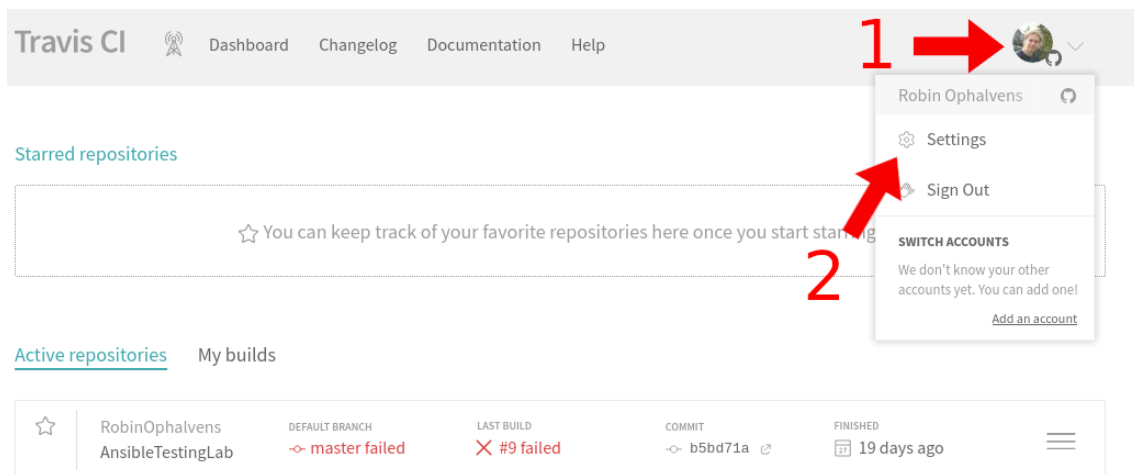 Travis CI Dashboard Changelog Documentation Help 1
Robin Ophalvens
Settings
Sign Out
Starred repositories
You can keep track of your favorite repositories here once you start
2
SWITCH ACCOUNTS
We don't know your other
accounts yet. You can add one!
Add an account
Active repositories My builds
RobinOphalvens
AnsibleTestingLab
DEFAULT BRANCH
master failed
LAST BUILD
#9 failed
COMMIT
b5bd71a
FINISHED
27 19 days ago